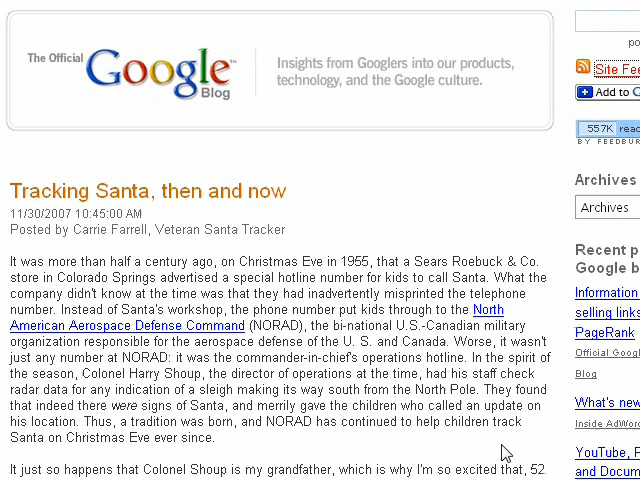 The Official
Google™
Blog
Insights from Googlers into our products,
technology, and the Google culture.
Tracking Santa, then and now
11/30/2007 10:45:00 AM
Posted by Carrie Farrell, Veteran Santa Tracker
It was more than half a century ago, on Christmas Eve in 1955, that a Sears Roebuck & Co.
store in Colorado Springs advertised a special hotline number for kids to call Santa. What the
company didn't know at the time was that they had inadvertently misprinted the telephone
number. Instead of Santa's workshop, the phone number put kids through to the North
American Aerospace Defense Command (NORAD), the bi-national U.S.-Canadian military
organization responsible for the aerospace defense of the U. S. and Canada. Worse, it wasn't
just any number at NORAD: it was the commander-in-chief's operations hotline. In the spirit of
the season, Colonel Harry Shoup, the director of operations at the time, had his staff check
radar data for any indication of a sleigh making its way south from the North Pole. They found
that indeed there were signs of Santa, and merrily gave the children who called an update on
his location. Thus, a tradition was born, and NORAD has continued to help children track
Santa on Christmas Eve ever since.
It just so happens that Colonel Shoup is my grandfather, which is why I'm so excited that, 52
po
Site Fee
Add to G
557K read
BY FEEDBUR
Archives
Archives
Recent p
Google b
Information
selling links
PageRank
Official Googl
Blog
What's new
Inside AdWor
YouTube, F
and Docum